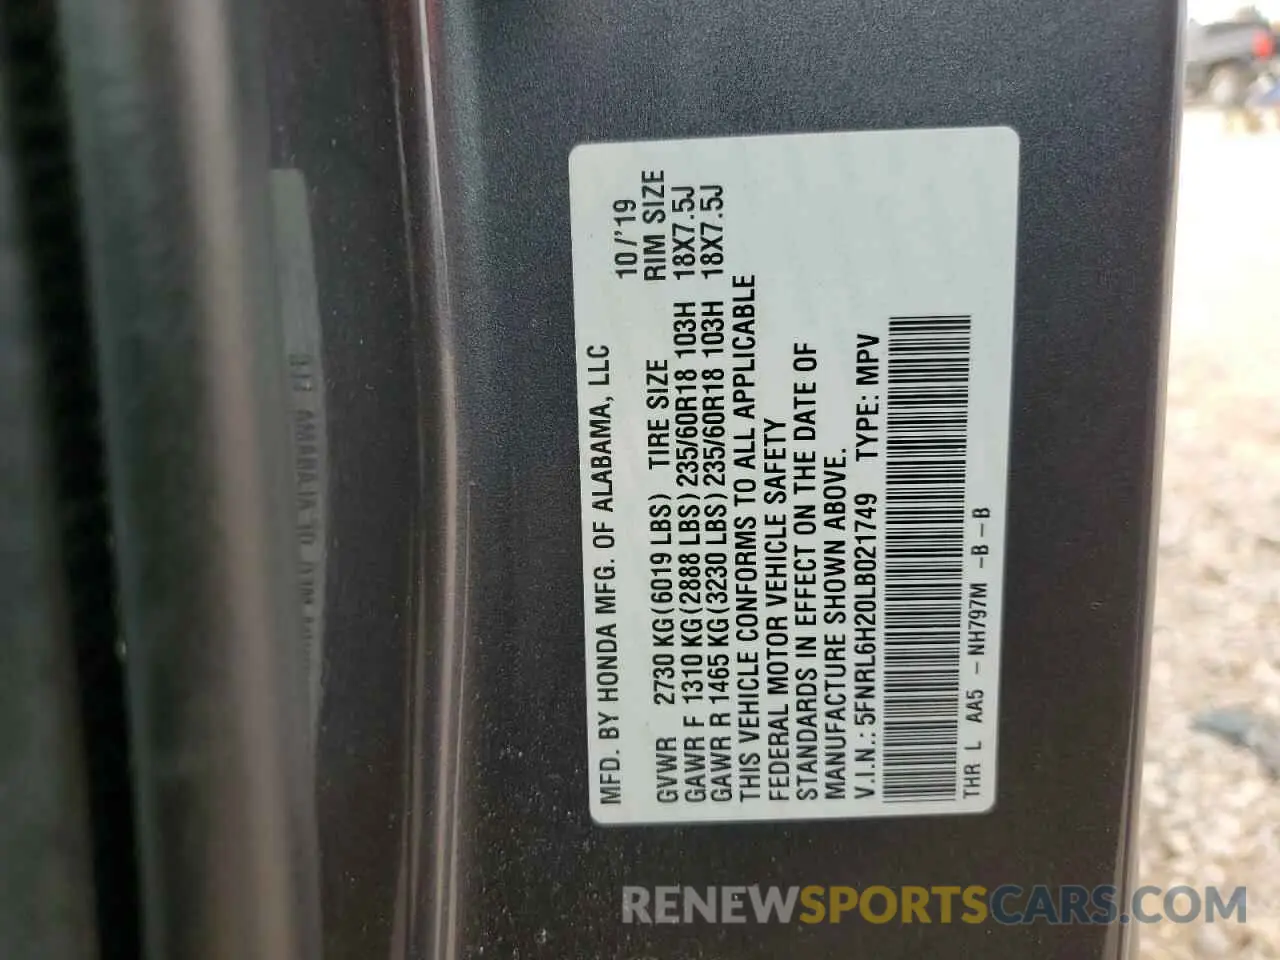 MFD. BY HONDA MFG. OF ALABAMA, LLC 10/'19
GVWR 2730 KG(6019 LBS) TIRE SIZE RIM SIZE
GAWR F 1310 KG(2888 LBS) 235/60R18 103H 18X7.5J
GAWR R 1465 KG(3230 LBS) 235/60R18 103H 18X7.5J
THIS VEHICLE CONFORMS TO ALL APPLICABLE
FEDERAL MOTOR VEHICLE SAFETY
STANDARDS IN EFFECT ON THE DATE OF
MANUFACTURE SHOWN ABOVE.
V.I.N.: 5FNRL6H20LB021749 TYPE: MPV
THR L AA5 - NH797M -B-B
RENEWSPORTSCARS.COM